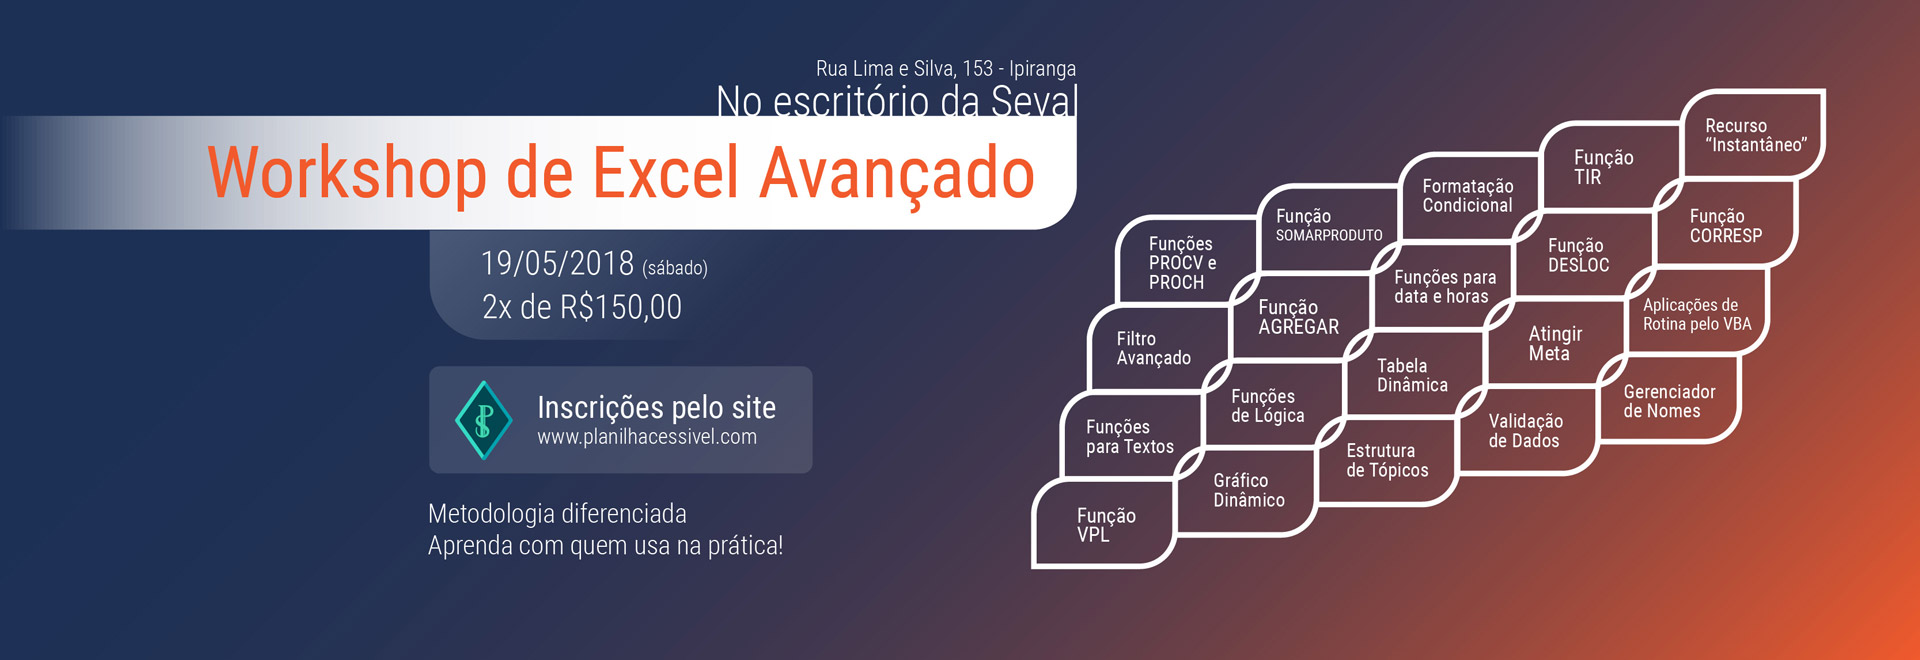 Rua Lima e Silva, 153 - Ipiranga
No escritório da Seval
Workshop de Excel Avançado
19/05/2018 (sábado)
2x de R$150,00
Inscrições pelo site
www.planilhacessivel.com
Metodologia diferenciada
Aprenda com quem usa na prática!
Funções
PROCV e
PROCH
Função
SOMARPRODUTO
Formatação
Condicional
Função
TIR
Recurso
“Instantâneo”
Filtro
Avançado
Função
AGREGAR
Funções para
data e horas
Função
DESLOC
Função
CORRESP
Funções
para Textos
Funções
de Lógica
Tabela
Dinâmica
Atingir
Meta
Aplicações de
Rotina pelo VBA
Função
VPL
Gráfico
Dinâmico
Estrutura
de Tópicos
Validação
de Dados
Gerenciador
de Nomes